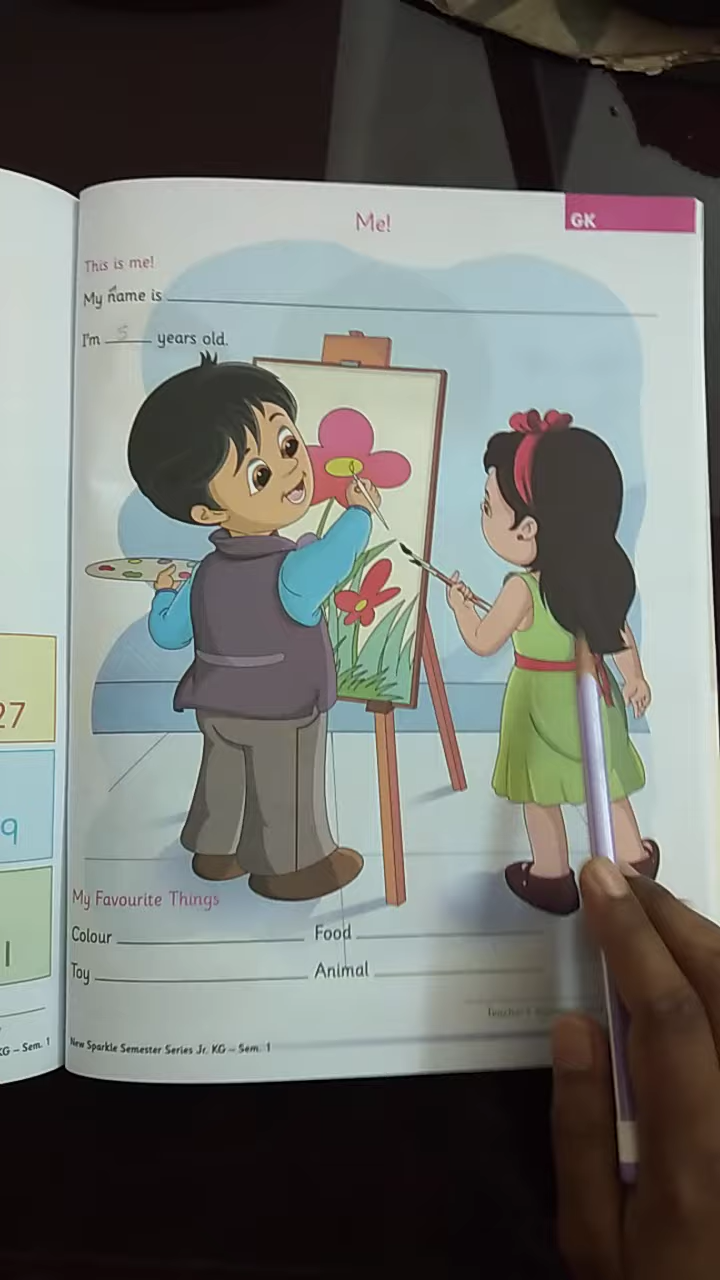 Me!
GK
This is me!
My name is
I'm 5 years old.
27
9
1
My Favourite Things
Colour Food
Toy Animal
Teacher's
KG – Sem. 1
New Sparkle Semester Series Jr. KG – Sem. 1